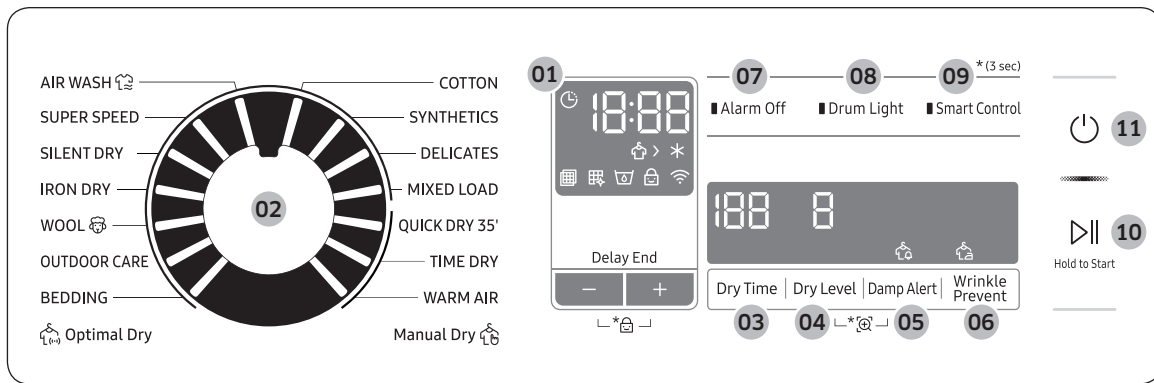 AIR WASH
SUPER SPEED
SILENT DRY
IRON DRY
WOOL
OUTDOOR CARE
BEDDING
Optimal Dry
02
COTTON
SYNTHETICS
DELICATES
MIXED LOAD
QUICK DRY 35'
TIME DRY
WARM AIR
Manual Dry
01
18:88
Delay End
− +
*
07 08 09 *(3 sec)
Alarm Off Drum Light Smart Control
188 8
Dry Time Dry Level Damp Alert Wrinkle
Prevent
03 04 * 05 06
11
10
Hold to Start